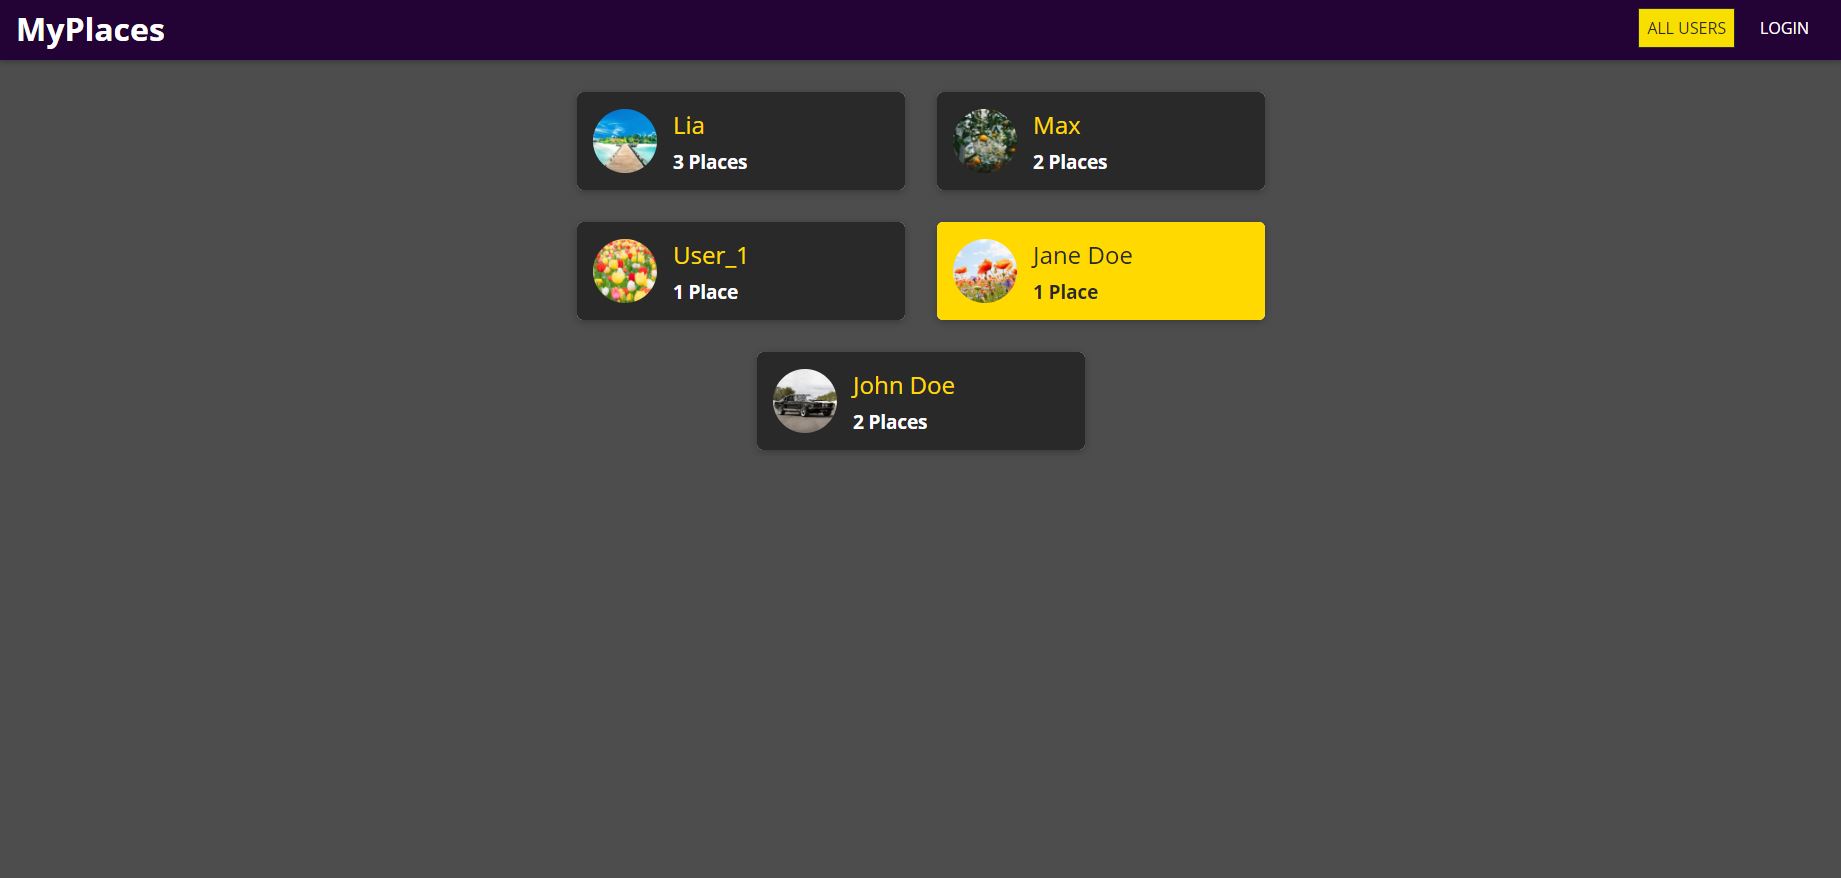 MyPlaces
ALL USERS
LOGIN
Lia
3 Places
Max
2 Places
User_1
1 Place
Jane Doe
1 Place
John Doe
2 Places